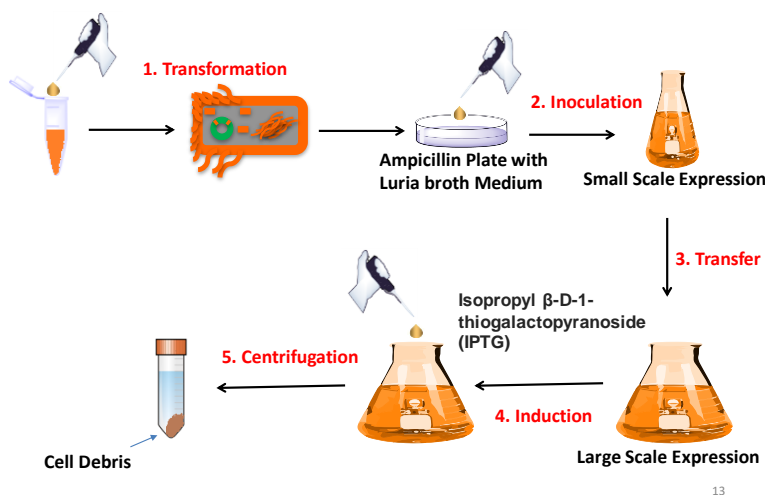 1. Transformation
2. Inoculation
Ampicillin Plate with
Luria broth Medium
Small Scale Expression
3. Transfer
Isopropyl β-D-1-
thiogalactopyranoside
(IPTG)
5. Centrifugation
4. Induction
Cell Debris
Large Scale Expression
13